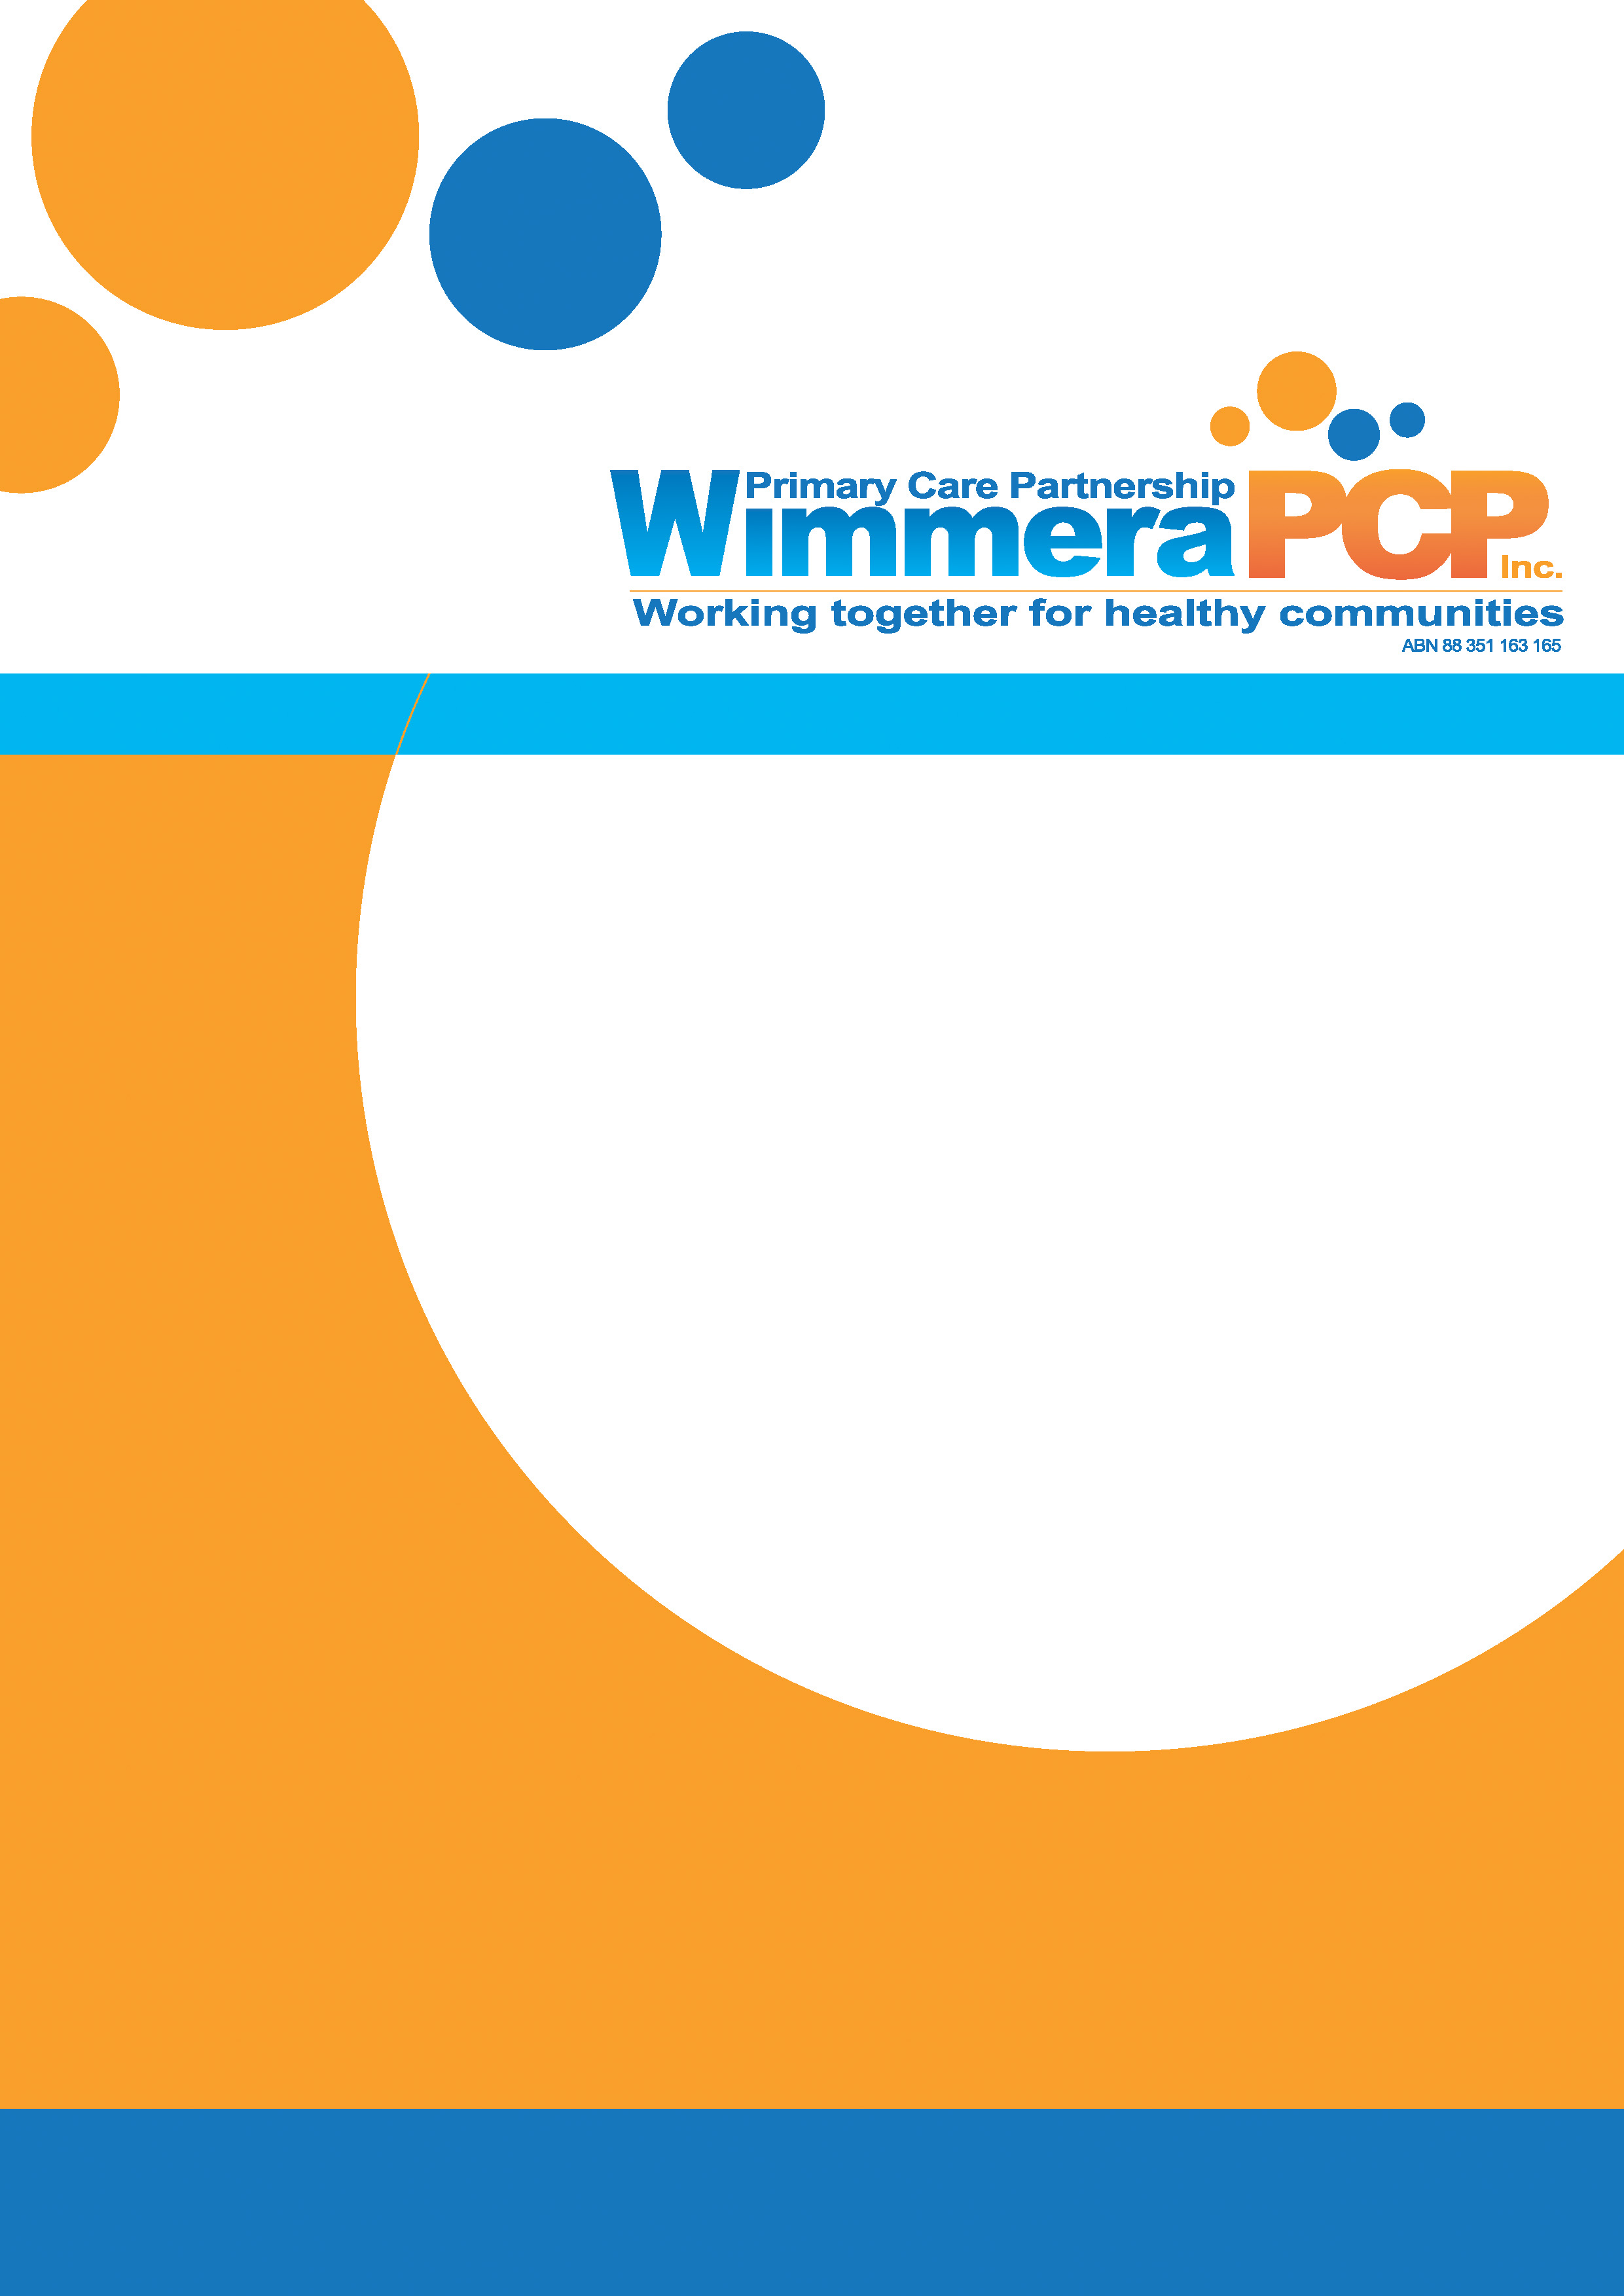 Primary Care Partnership
Wimmera PCP Inc.
Working together for healthy communities
ABN 88 351 163 165